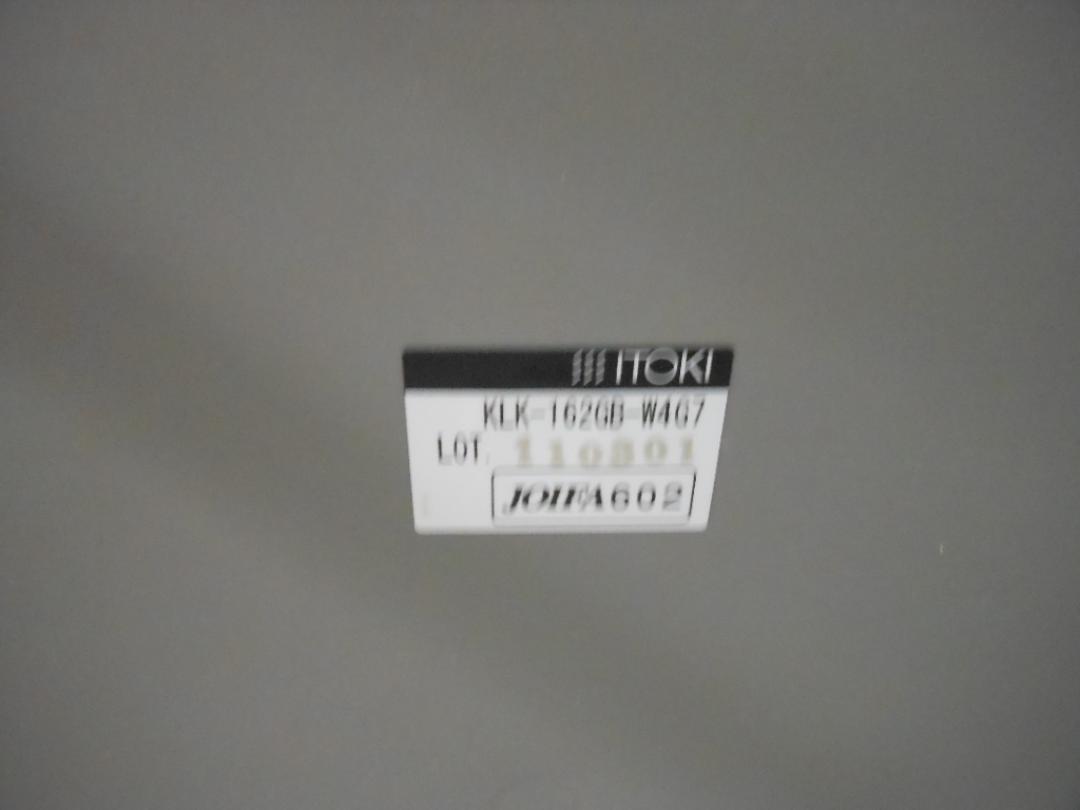 ITOKI
KLK-162GB-W4G7
LOT. 110801
JOIFA602